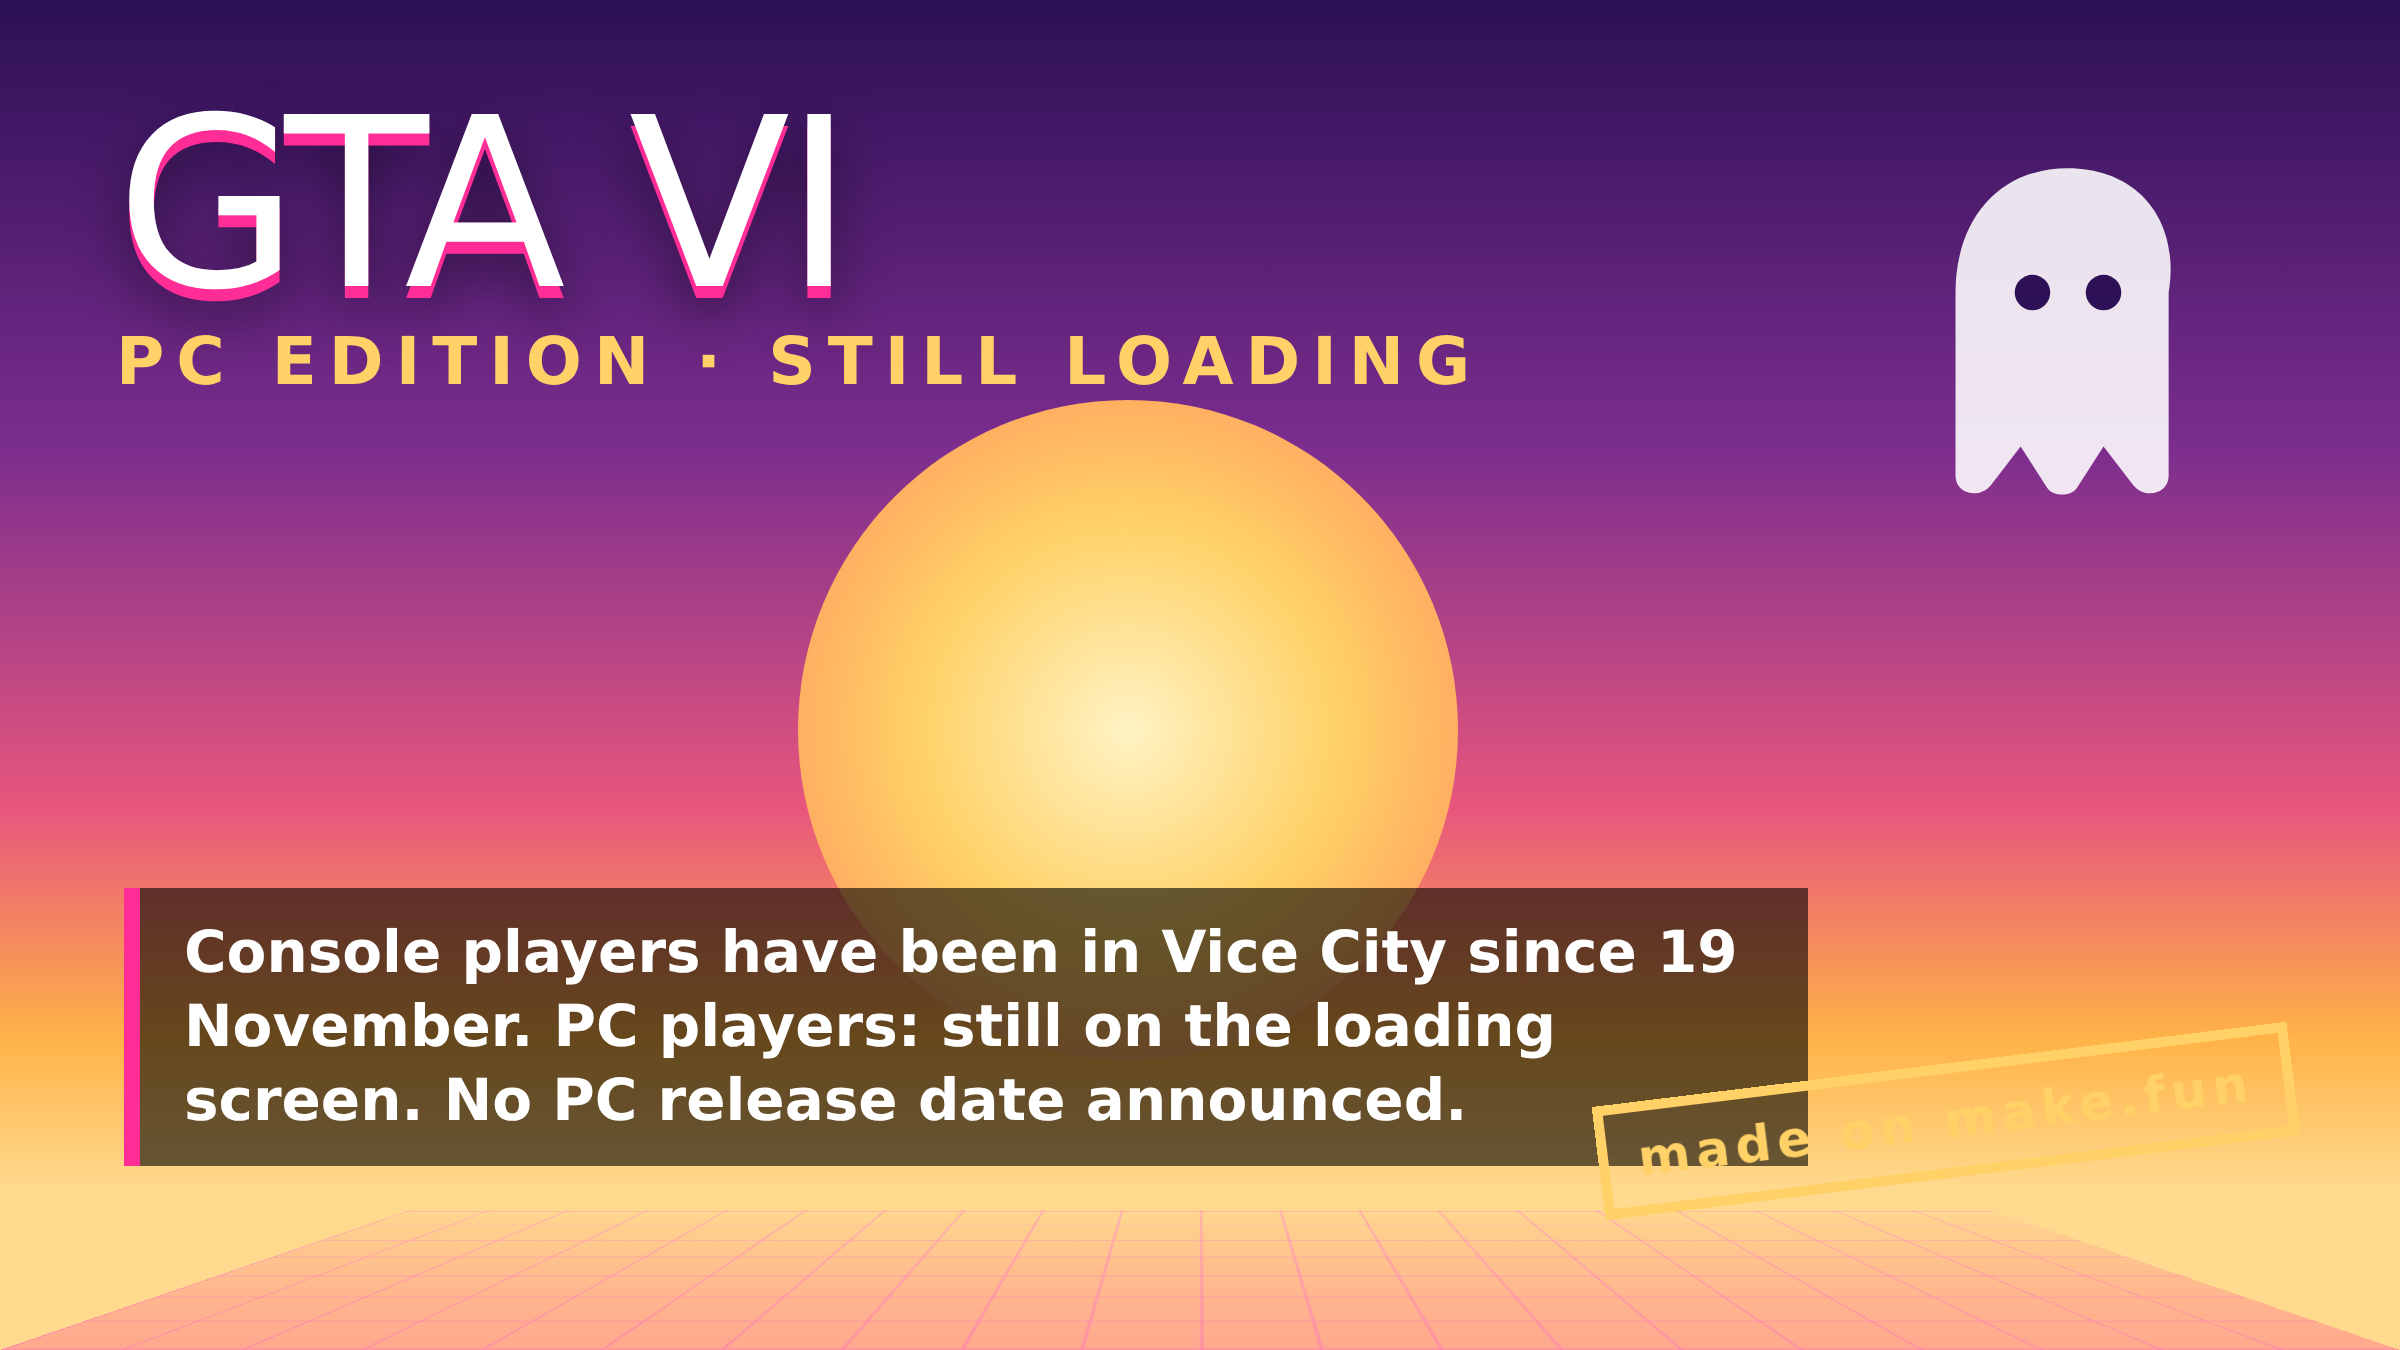 GTA VI
PC EDITION · STILL LOADING
Console players have been in Vice City since 19
November. PC players: still on the loading
screen. No PC release date announced.
made on make.fun